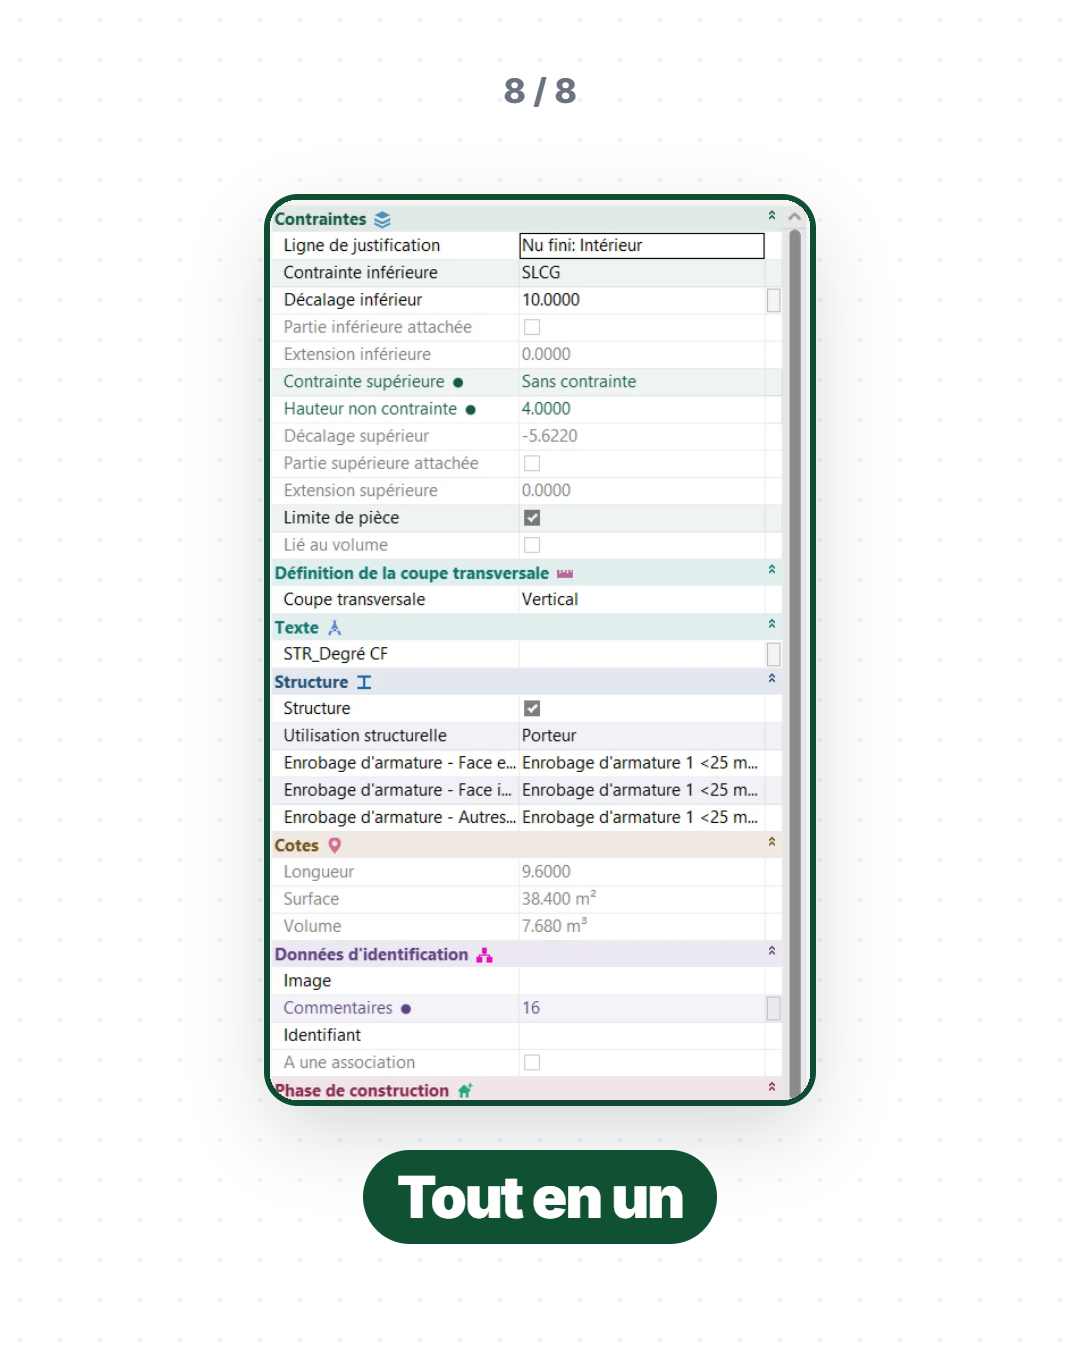 8 / 8
Contraintes
Ligne de justification Nu fini: Intérieur
Contrainte inférieure SLCG
Décalage inférieur 10.0000
Partie inférieure attachée
Extension inférieure 0.0000
Contrainte supérieure Sans contrainte
Hauteur non contrainte 4.0000
Décalage supérieur -5.6220
Partie supérieure attachée
Extension supérieure 0.0000
Limite de pièce
Lié au volume
Définition de la coupe transversale
Coupe transversale Vertical
Texte
STR_Degré CF
Structure
Structure
Utilisation structurelle Porteur
Enrobage d'armature - Face e... Enrobage d'armature 1 <25 m...
Enrobage d'armature - Face i... Enrobage d'armature 1 <25 m...
Enrobage d'armature - Autres... Enrobage d'armature 1 <25 m...
Cotes
Longueur 9.6000
Surface 38.400 m²
Volume 7.680 m³
Données d'identification
Image
Commentaires 16
Identifiant
A une association
Phase de construction
Tout en un